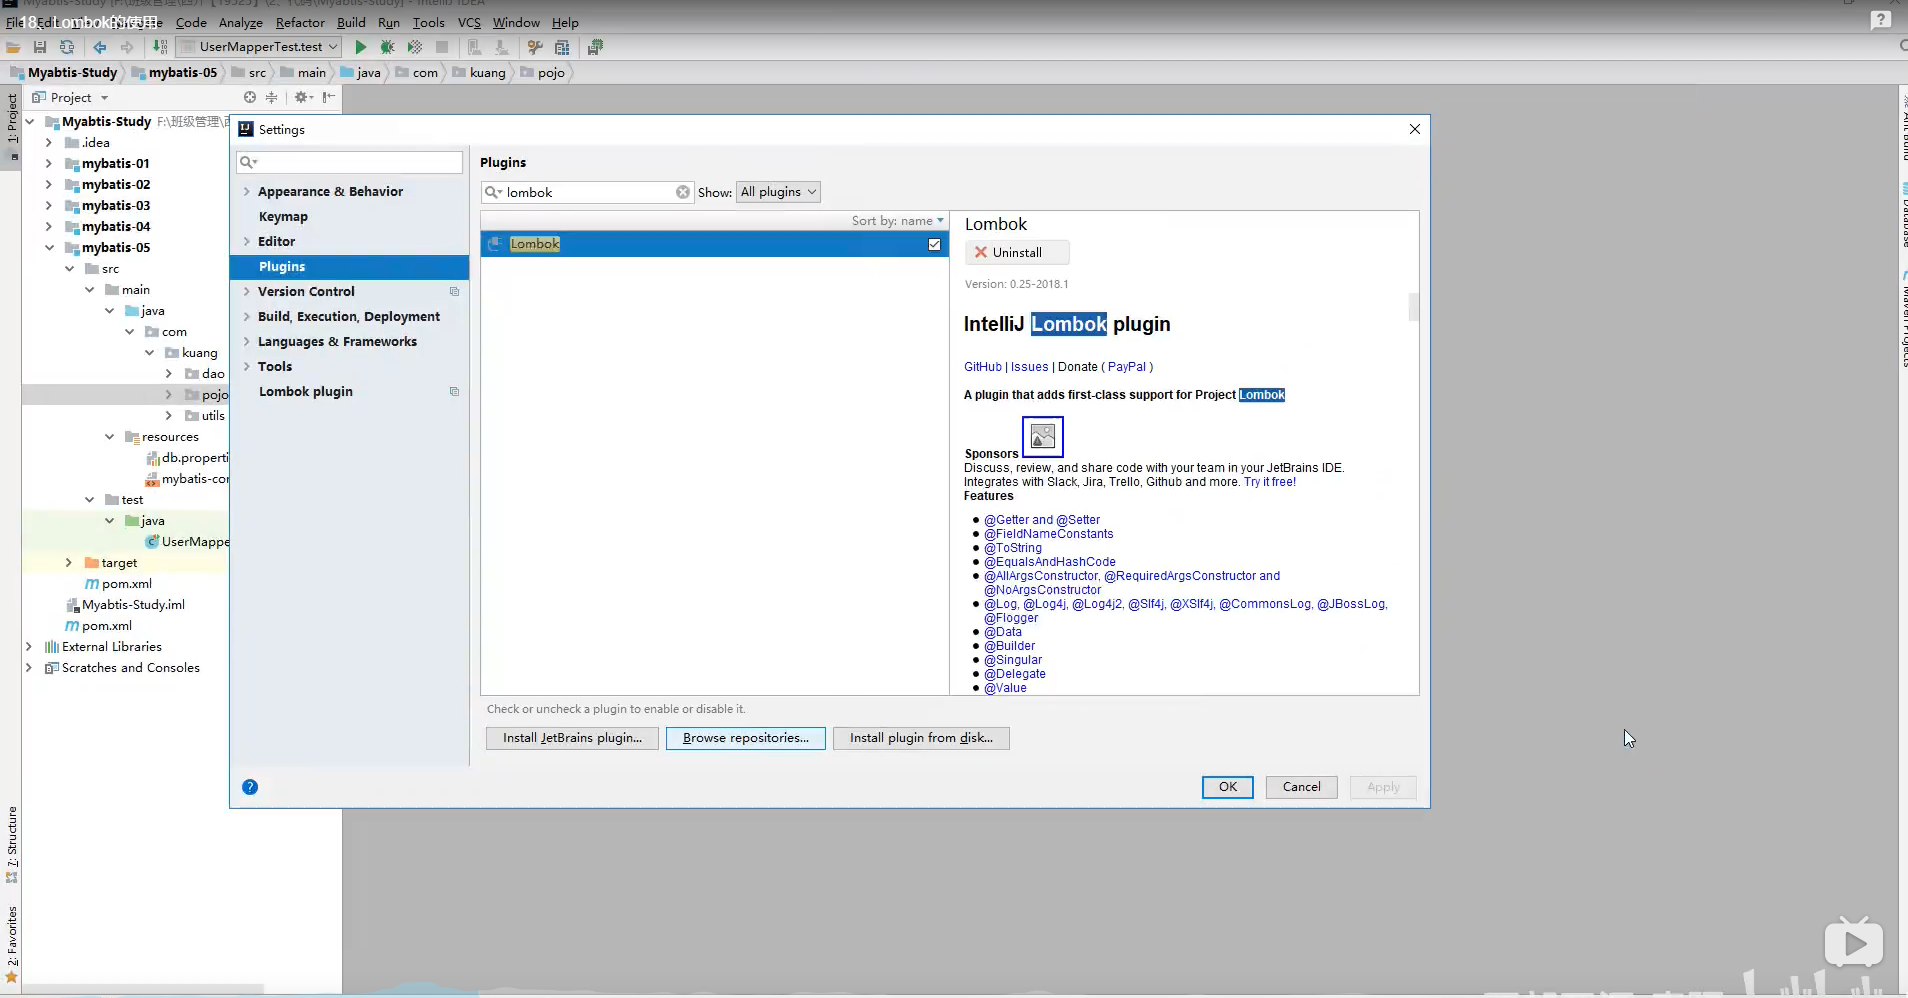 18、Lombok的使用
Code Analyze Refactor Build Run Tools VCS Window Help
UserMapperTest.test
Myabtis-Study mybatis-05 src main java com kuang pojo
1: Project
Project
Myabtis-Study F:\班级管理\
.idea
mybatis-01
mybatis-02
mybatis-03
mybatis-04
mybatis-05
src
main
java
com
kuang
dao
pojo
utils
resources
db.properti
mybatis-con
test
java
UserMappe
target
pom.xml
Myabtis-Study.iml
pom.xml
External Libraries
Scratches and Consoles
7: Structure
2: Favorites
Settings
Appearance & Behavior
Keymap
Editor
Plugins
Version Control
Build, Execution, Deployment
Languages & Frameworks
Tools
Lombok plugin
Plugins
lombok Show: All plugins
Sort by: name
Lombok
Lombok
Uninstall
Version: 0.25-2018.1
IntelliJ Lombok plugin
GitHub | Issues | Donate ( PayPal )
A plugin that adds first-class support for Project Lombok
Sponsors
Discuss, review, and share code with your team in your JetBrains IDE.
Integrates with Slack, Jira, Trello, Github and more. Try it free!
Features
@Getter and @Setter
@FieldNameConstants
@ToString
@EqualsAndHashCode
@AllArgsConstructor, @RequiredArgsConstructor and
@NoArgsConstructor
@Log, @Log4j, @Log4j2, @Slf4j, @XSlf4j, @CommonsLog, @JBossLog,
@Flogger
@Data
@Builder
@Singular
@Delegate
@Value
Check or uncheck a plugin to enable or disable it.
Install JetBrains plugin... Browse repositories... Install plugin from disk...
OK Cancel Apply